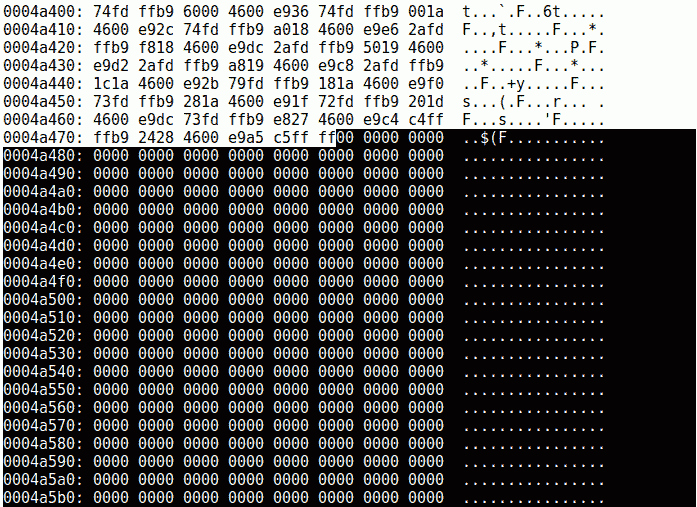 0004a400: 74fd ffb9 6000 4600 e936 74fd ffb9 001a  t...`.F..6t.....
0004a410: 4600 e92c 74fd ffb9 a018 4600 e9e6 2afd  F..,t.....F...*.
0004a420: ffb9 f818 4600 e9dc 2afd ffb9 5019 4600  ....F...*...P.F.
0004a430: e9d2 2afd ffb9 a819 4600 e9c8 2afd ffb9  ..*.....F...*...
0004a440: 1c1a 4600 e92b 79fd ffb9 181a 4600 e9f0  ..F..+y.....F...
0004a450: 73fd ffb9 281a 4600 e91f 72fd ffb9 201d  s...(.F...r... .
0004a460: 4600 e9dc 73fd ffb9 e827 4600 e9c4 c4ff  F...s....'F.....
0004a470: ffb9 2428 4600 e9a5 c5ff ff00 0000 0000  ..$(F...........
0004a480: 0000 0000 0000 0000 0000 0000 0000 0000  ................
0004a490: 0000 0000 0000 0000 0000 0000 0000 0000  ................
0004a4a0: 0000 0000 0000 0000 0000 0000 0000 0000  ................
0004a4b0: 0000 0000 0000 0000 0000 0000 0000 0000  ................
0004a4c0: 0000 0000 0000 0000 0000 0000 0000 0000  ................
0004a4d0: 0000 0000 0000 0000 0000 0000 0000 0000  ................
0004a4e0: 0000 0000 0000 0000 0000 0000 0000 0000  ................
0004a4f0: 0000 0000 0000 0000 0000 0000 0000 0000  ................
0004a500: 0000 0000 0000 0000 0000 0000 0000 0000  ................
0004a510: 0000 0000 0000 0000 0000 0000 0000 0000  ................
0004a520: 0000 0000 0000 0000 0000 0000 0000 0000  ................
0004a530: 0000 0000 0000 0000 0000 0000 0000 0000  ................
0004a540: 0000 0000 0000 0000 0000 0000 0000 0000  ................
0004a550: 0000 0000 0000 0000 0000 0000 0000 0000  ................
0004a560: 0000 0000 0000 0000 0000 0000 0000 0000  ................
0004a570: 0000 0000 0000 0000 0000 0000 0000 0000  ................
0004a580: 0000 0000 0000 0000 0000 0000 0000 0000  ................
0004a590: 0000 0000 0000 0000 0000 0000 0000 0000  ................
0004a5a0: 0000 0000 0000 0000 0000 0000 0000 0000  ................
0004a5b0: 0000 0000 0000 0000 0000 0000 0000 0000  ................